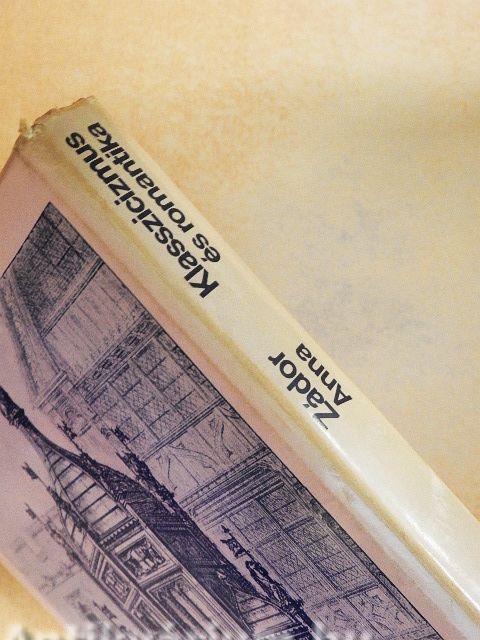 Zádor
Anna
Klasszicizmus
és romantika